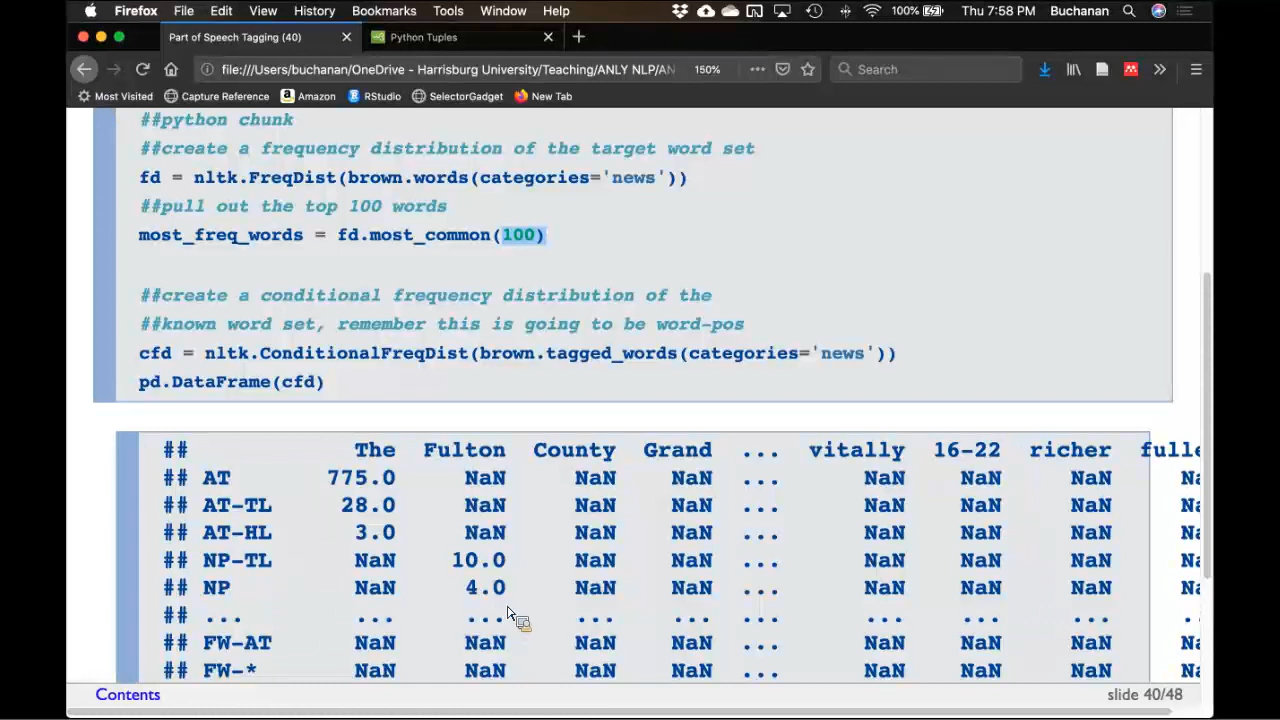 Firefox File Edit View History Bookmarks Tools Window Help 100% Thu 7:58 PM Buchanan
Part of Speech Tagging (40) Python Tuples
file:///Users/buchanan/OneDrive - Harrisburg University/Teaching/ANLY NLP/AN 150% Search
Most Visited Capture Reference Amazon RStudio SelectorGadget New Tab
##python chunk
##create a frequency distribution of the target word set
fd = nltk.FreqDist(brown.words(categories='news'))
##pull out the top 100 words
most_freq_words = fd.most_common(100)
##create a conditional frequency distribution of the
##known word set, remember this is going to be word-pos
cfd = nltk.ConditionalFreqDist(brown.tagged_words(categories='news'))
pd.DataFrame(cfd)
## The Fulton County Grand ... vitally 16-22 richer fulle
## AT 775.0 NaN NaN NaN ... NaN NaN NaN Na
## AT-TL 28.0 NaN NaN NaN ... NaN NaN NaN Na
## AT-HL 3.0 NaN NaN NaN ... NaN NaN NaN Na
## NP-TL NaN 10.0 NaN NaN ... NaN NaN NaN Na
## NP NaN 4.0 NaN NaN ... NaN NaN NaN Na
## ... ... ... ... ... ... ... ... ... ..
## FW-AT NaN NaN NaN NaN ... NaN NaN NaN Na
## FW-* NaN NaN NaN NaN ... NaN NaN NaN Na
Contents slide 40/48